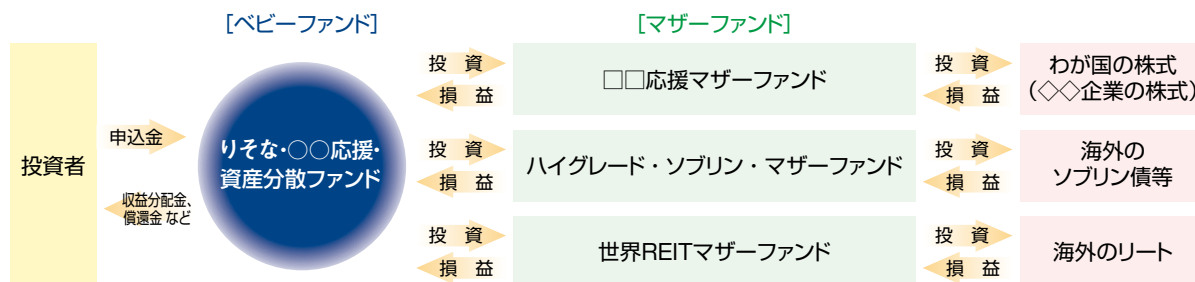 [ベビーファンド]
[マザーファンド]
投資者
申込金
収益分配金、
償還金 など
りそな・○○応援・
資産分散ファンド
投 資
損 益
□□応援マザーファンド
投 資
損 益
わが国の株式
(◇◇企業の株式)
投 資
損 益
ハイグレード・ソブリン・マザーファンド
投 資
損 益
海外の
ソブリン債等
投 資
損 益
世界REITマザーファンド
投 資
損 益
海外のリート